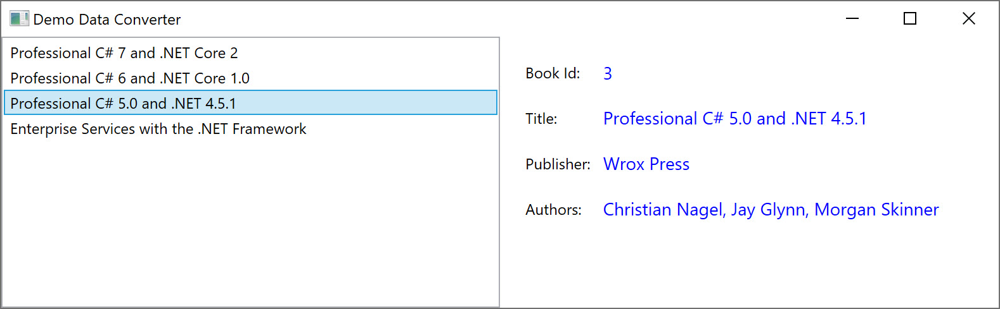 Demo Data Converter
Professional C# 7 and .NET Core 2
Professional C# 6 and .NET Core 1.0
Professional C# 5.0 and .NET 4.5.1
Enterprise Services with the .NET Framework
Book Id: 3
Title: Professional C# 5.0 and .NET 4.5.1
Publisher: Wrox Press
Authors: Christian Nagel, Jay Glynn, Morgan Skinner